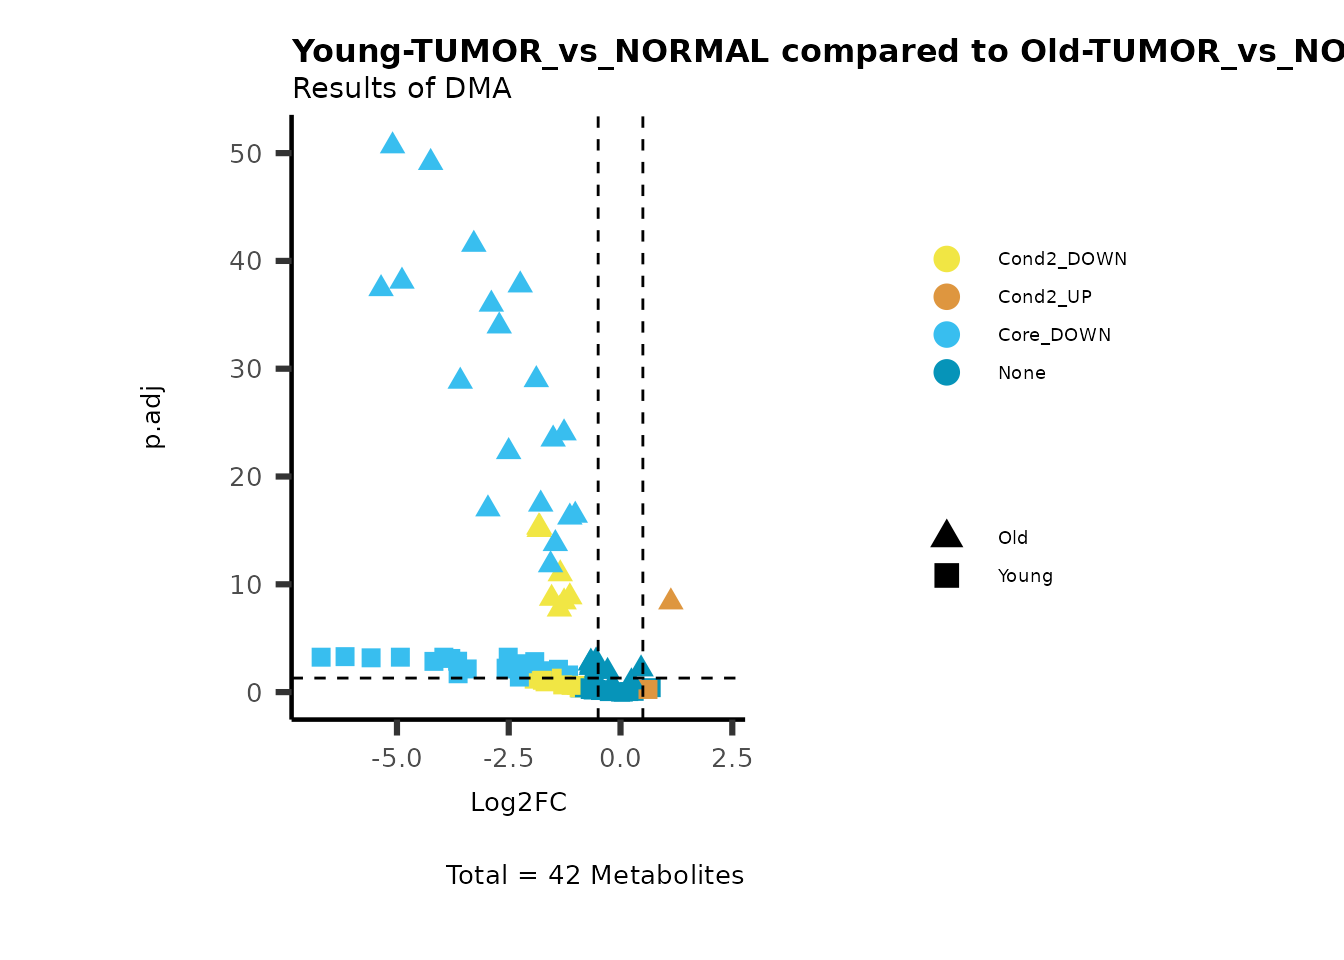 Young-TUMOR_vs_NORMAL compared to Old-TUMOR_vs_NO
Results of DMA
50
40
30
20
10
0
p.adj
-5.0
-2.5
0.0
2.5
Log2FC
Total = 42 Metabolites
Cond2_DOWN
Cond2_UP
Core_DOWN
None
Old
Young